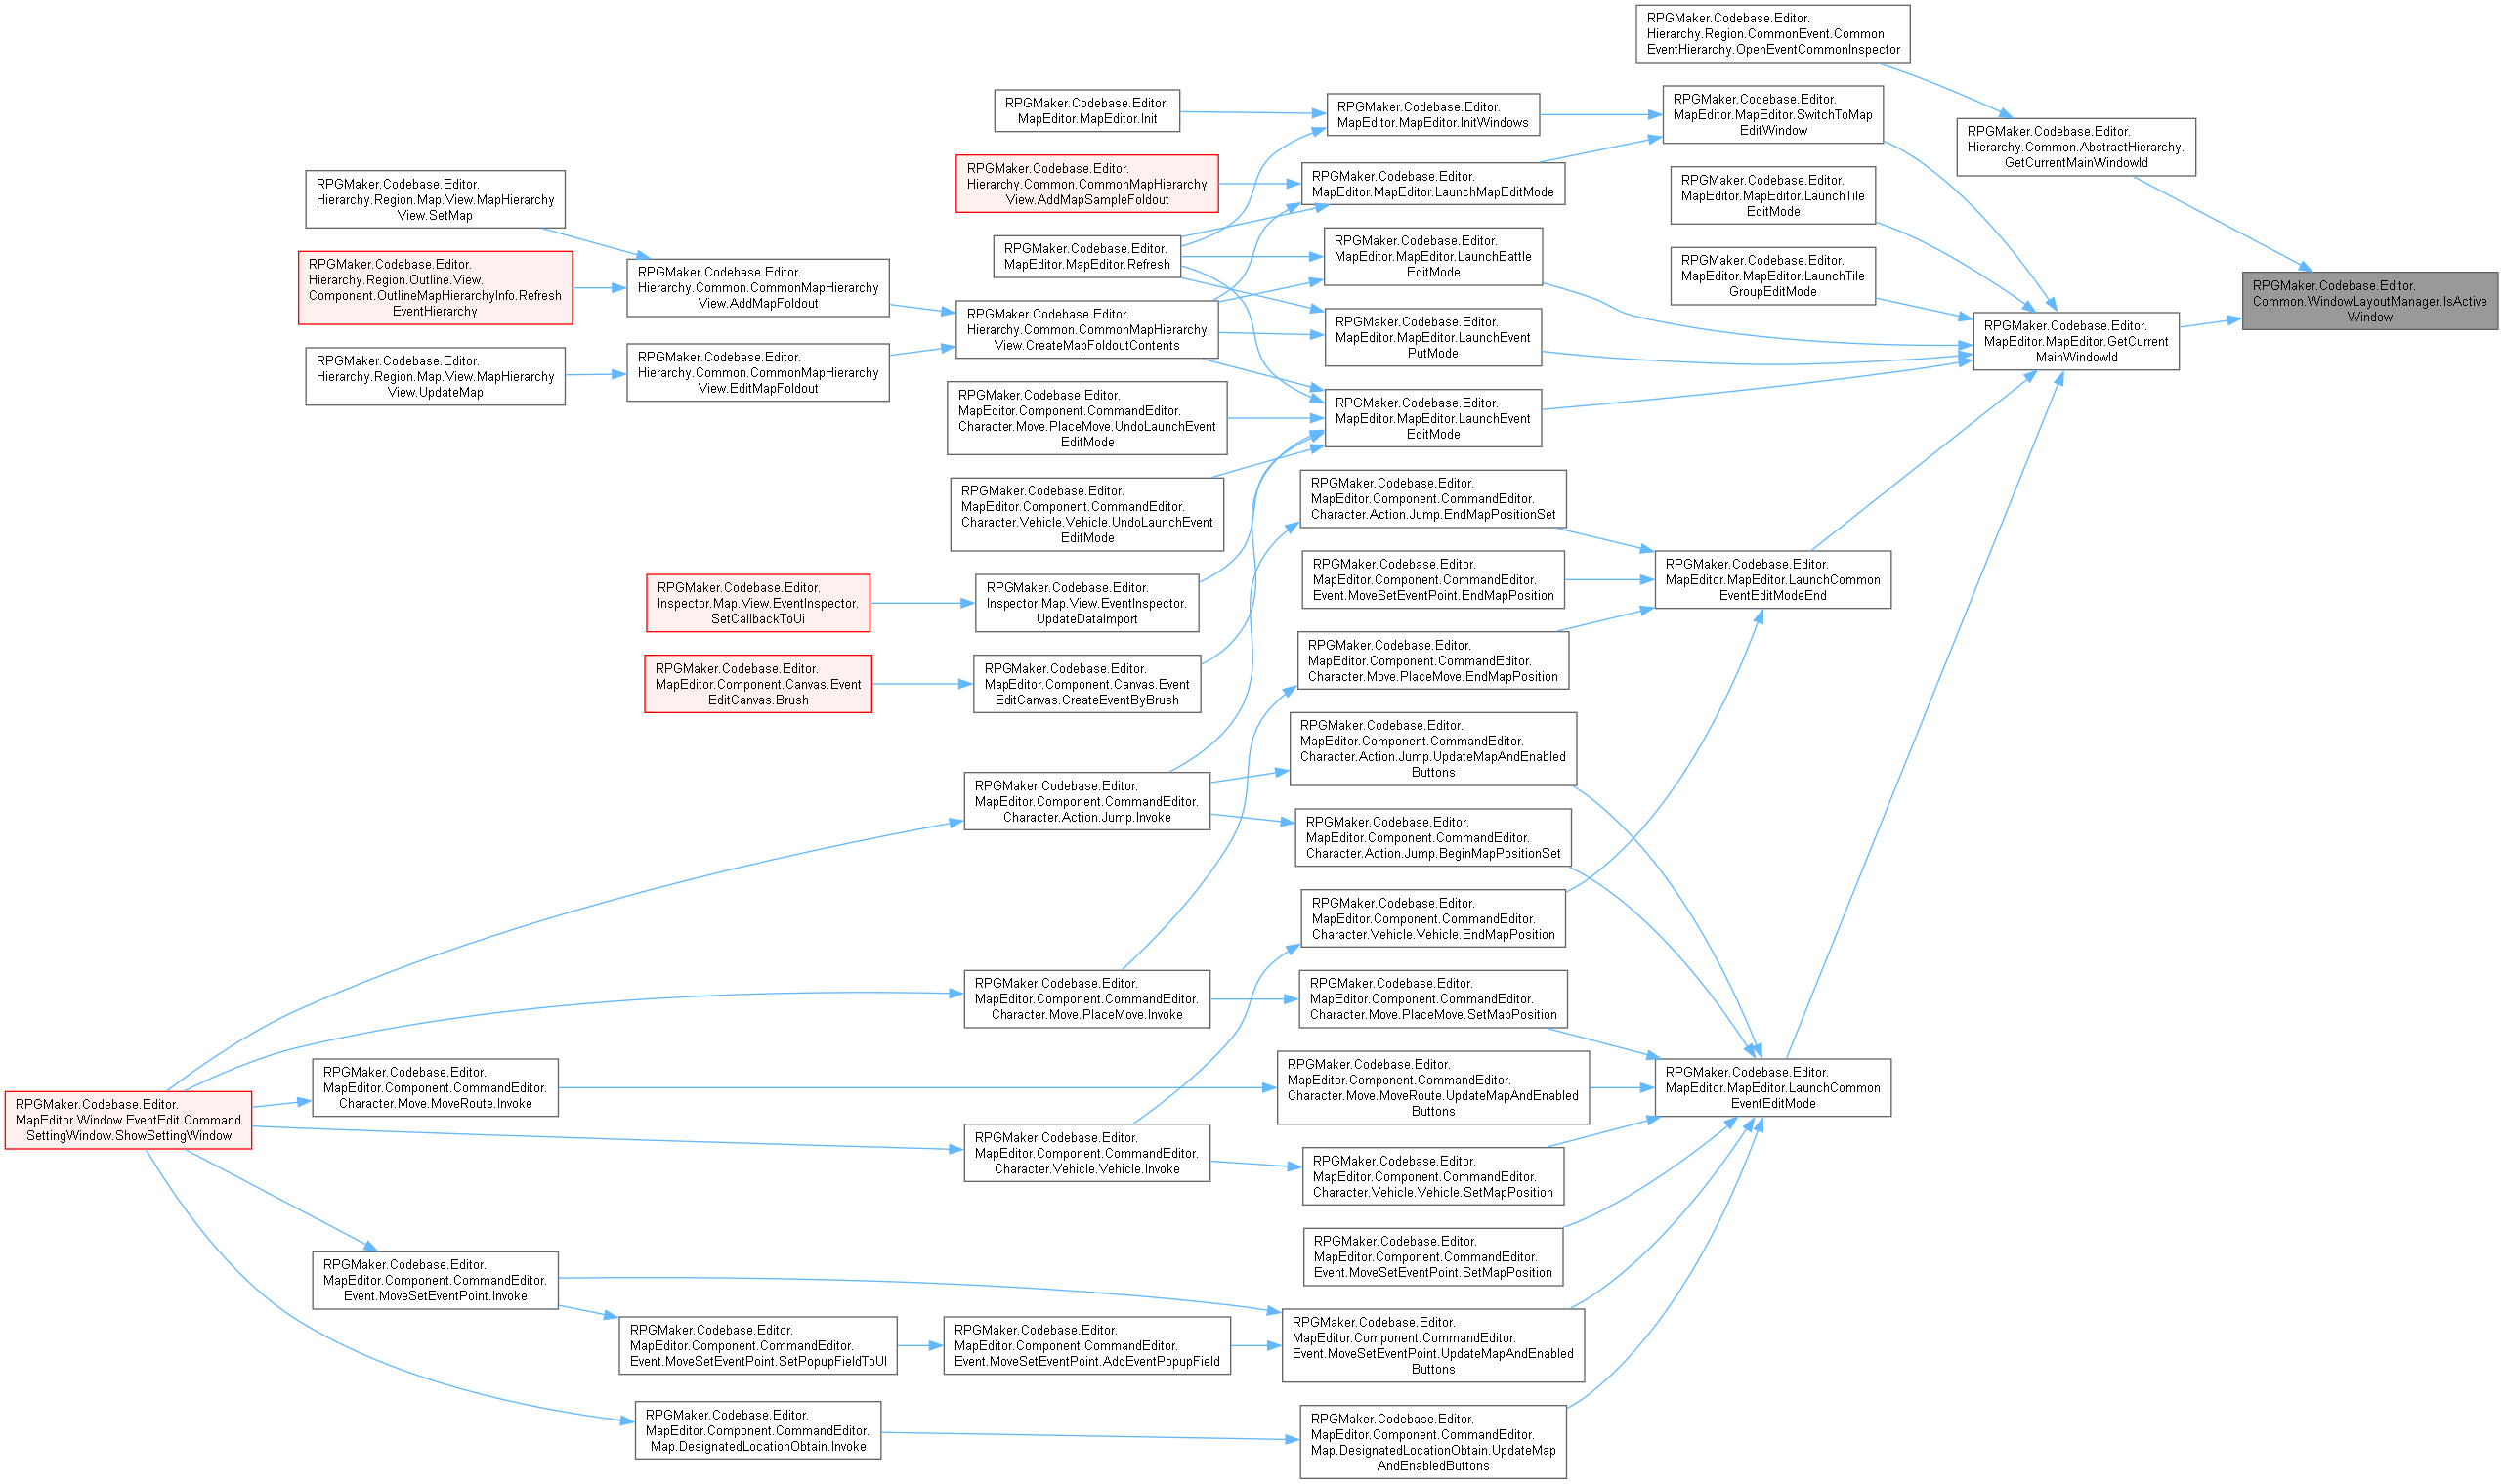 RPGMaker.Codebase.Editor.
Hierarchy.Region.CommonEvent.Common
EventHierarchy.OpenEventCommonInspector
RPGMaker.Codebase.Editor.
MapEditor.MapEditor.Init
RPGMaker.Codebase.Editor.
MapEditor.MapEditor.InitWindows
RPGMaker.Codebase.Editor.
MapEditor.MapEditor.SwitchToMap
EditWindow
RPGMaker.Codebase.Editor.
Hierarchy.Common.AbstractHierarchy.
GetCurrentMainWindowId
RPGMaker.Codebase.Editor.
Hierarchy.Common.CommonMapHierarchy
View.AddMapSampleFoldout
RPGMaker.Codebase.Editor.
MapEditor.MapEditor.LaunchMapEditMode
RPGMaker.Codebase.Editor.
MapEditor.MapEditor.LaunchTile
EditMode
RPGMaker.Codebase.Editor.
Hierarchy.Region.Map.View.MapHierarchy
View.SetMap
RPGMaker.Codebase.Editor.
MapEditor.MapEditor.Refresh
RPGMaker.Codebase.Editor.
MapEditor.MapEditor.LaunchBattle
EditMode
RPGMaker.Codebase.Editor.
MapEditor.MapEditor.LaunchTile
GroupEditMode
RPGMaker.Codebase.Editor.
Common.WindowLayoutManager.IsActive
Window
RPGMaker.Codebase.Editor.
Hierarchy.Region.Outline.View.
Component.OutlineMapHierarchyInfo.Refresh
EventHierarchy
RPGMaker.Codebase.Editor.
Hierarchy.Common.CommonMapHierarchy
View.AddMapFoldout
RPGMaker.Codebase.Editor.
Hierarchy.Common.CommonMapHierarchy
View.CreateMapFoldoutContents
RPGMaker.Codebase.Editor.
MapEditor.MapEditor.LaunchEvent
PutMode
RPGMaker.Codebase.Editor.
MapEditor.MapEditor.GetCurrent
MainWindowId
RPGMaker.Codebase.Editor.
Hierarchy.Region.Map.View.MapHierarchy
View.UpdateMap
RPGMaker.Codebase.Editor.
Hierarchy.Common.CommonMapHierarchy
View.EditMapFoldout
RPGMaker.Codebase.Editor.
MapEditor.Component.CommandEditor.
Character.Move.PlaceMove.UndoLaunchEvent
EditMode
RPGMaker.Codebase.Editor.
MapEditor.MapEditor.LaunchEvent
EditMode
RPGMaker.Codebase.Editor.
MapEditor.Component.CommandEditor.
Character.Vehicle.Vehicle.UndoLaunchEvent
EditMode
RPGMaker.Codebase.Editor.
MapEditor.Component.CommandEditor.
Character.Action.Jump.EndMapPositionSet
RPGMaker.Codebase.Editor.
Inspector.Map.View.EventInspector.
SetCallbackToUi
RPGMaker.Codebase.Editor.
Inspector.Map.View.EventInspector.
UpdateDataImport
RPGMaker.Codebase.Editor.
MapEditor.Component.CommandEditor.
Event.MoveSetEventPoint.EndMapPosition
RPGMaker.Codebase.Editor.
MapEditor.MapEditor.LaunchCommon
EventEditModeEnd
RPGMaker.Codebase.Editor.
MapEditor.Component.Canvas.Event
EditCanvas.Brush
RPGMaker.Codebase.Editor.
MapEditor.Component.Canvas.Event
EditCanvas.CreateEventByBrush
RPGMaker.Codebase.Editor.
MapEditor.Component.CommandEditor.
Character.Move.PlaceMove.EndMapPosition
RPGMaker.Codebase.Editor.
MapEditor.Component.CommandEditor.
Character.Action.Jump.UpdateMapAndEnabled
Buttons
RPGMaker.Codebase.Editor.
MapEditor.Component.CommandEditor.
Character.Action.Jump.Invoke
RPGMaker.Codebase.Editor.
MapEditor.Component.CommandEditor.
Character.Action.Jump.BeginMapPositionSet
RPGMaker.Codebase.Editor.
MapEditor.Component.CommandEditor.
Character.Vehicle.Vehicle.EndMapPosition
RPGMaker.Codebase.Editor.
MapEditor.Component.CommandEditor.
Character.Move.PlaceMove.Invoke
RPGMaker.Codebase.Editor.
MapEditor.Component.CommandEditor.
Character.Move.PlaceMove.SetMapPosition
RPGMaker.Codebase.Editor.
MapEditor.Window.EventEdit.Command
SettingWindow.ShowSettingWindow
RPGMaker.Codebase.Editor.
MapEditor.Component.CommandEditor.
Character.Move.MoveRoute.Invoke
RPGMaker.Codebase.Editor.
MapEditor.Component.CommandEditor.
Character.Move.MoveRoute.UpdateMapAndEnabled
Buttons
RPGMaker.Codebase.Editor.
MapEditor.MapEditor.LaunchCommon
EventEditMode
RPGMaker.Codebase.Editor.
MapEditor.Component.CommandEditor.
Character.Vehicle.Vehicle.Invoke
RPGMaker.Codebase.Editor.
MapEditor.Component.CommandEditor.
Character.Vehicle.Vehicle.SetMapPosition
RPGMaker.Codebase.Editor.
MapEditor.Component.CommandEditor.
Event.MoveSetEventPoint.SetMapPosition
RPGMaker.Codebase.Editor.
MapEditor.Component.CommandEditor.
Event.MoveSetEventPoint.Invoke
RPGMaker.Codebase.Editor.
MapEditor.Component.CommandEditor.
Event.MoveSetEventPoint.SetPopupFieldToUI
RPGMaker.Codebase.Editor.
MapEditor.Component.CommandEditor.
Event.MoveSetEventPoint.AddEventPopupField
RPGMaker.Codebase.Editor.
MapEditor.Component.CommandEditor.
Event.MoveSetEventPoint.UpdateMapAndEnabled
Buttons
RPGMaker.Codebase.Editor.
MapEditor.Component.CommandEditor.
Map.DesignatedLocationObtain.Invoke
RPGMaker.Codebase.Editor.
MapEditor.Component.CommandEditor.
Map.DesignatedLocationObtain.UpdateMap
AndEnabledButtons